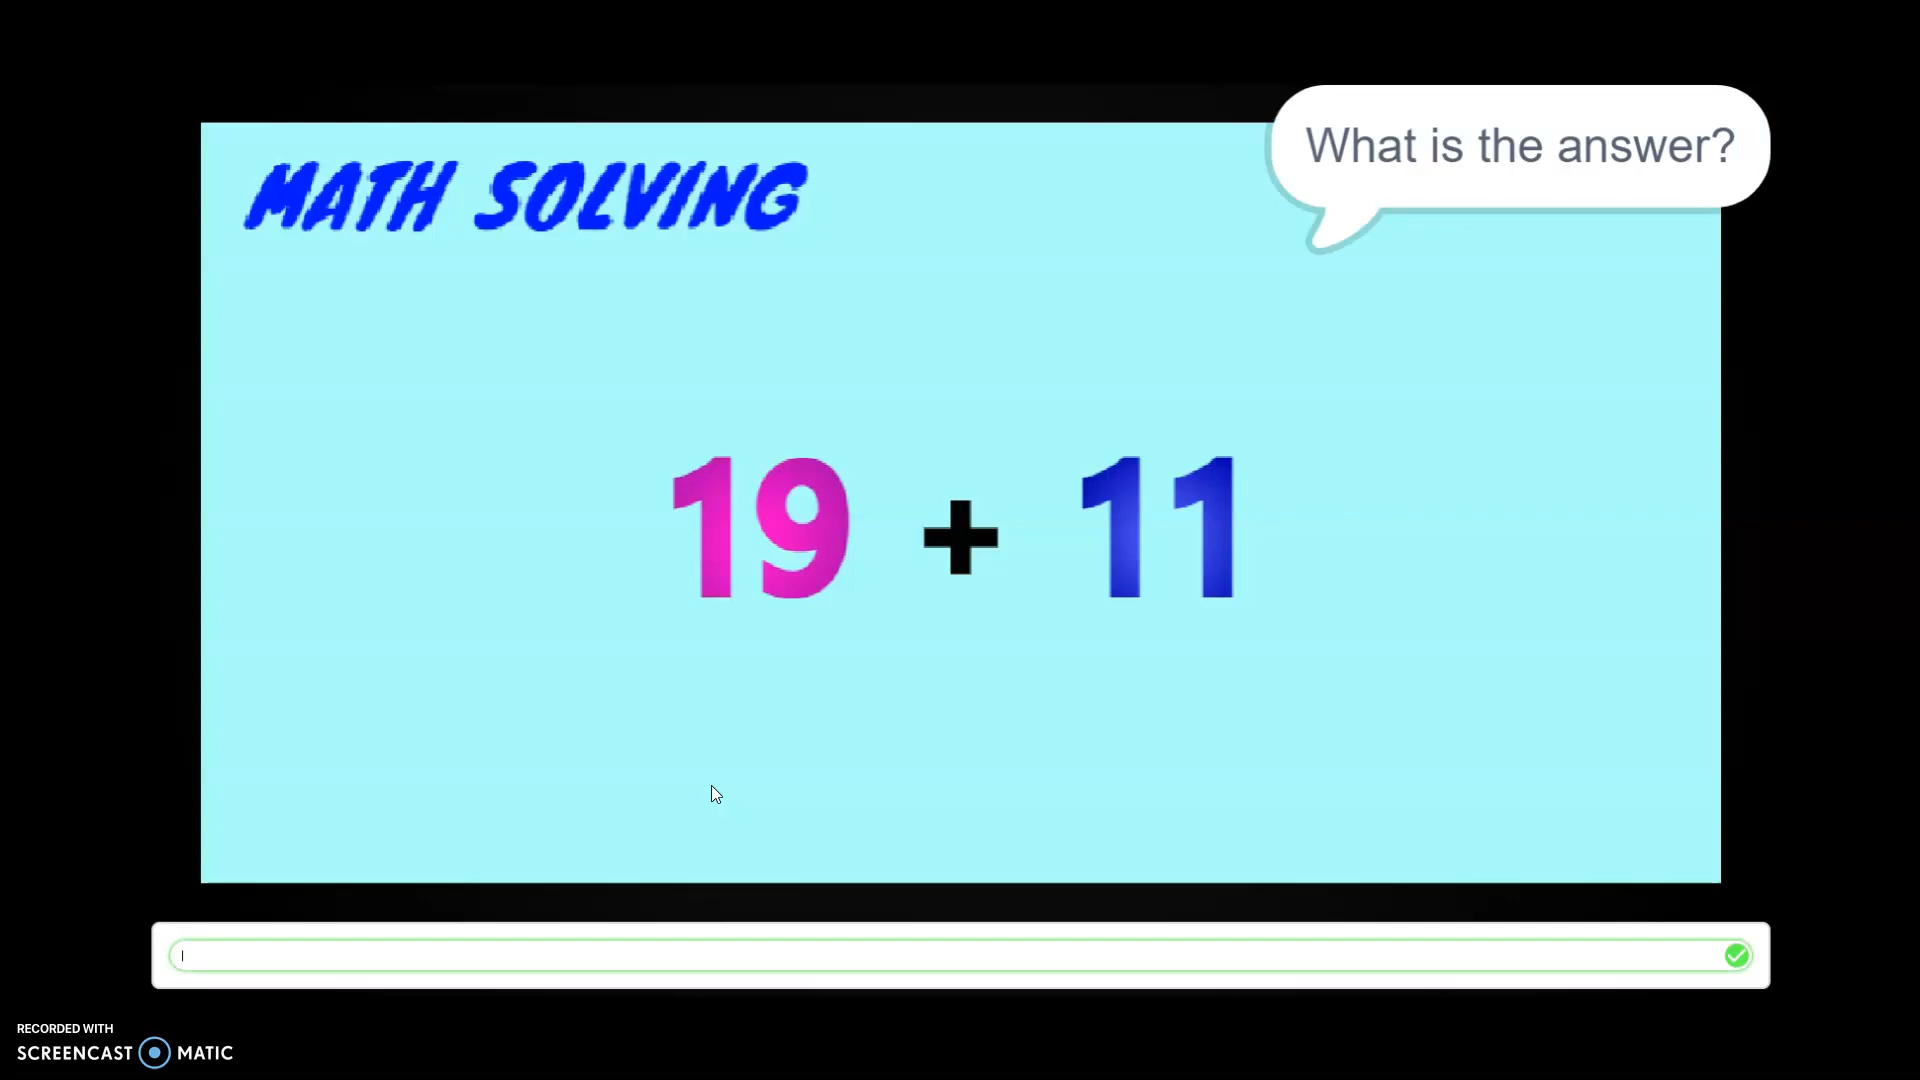 What is the answer?
MATH SOLVING
19 + 11
RECORDED WITH
SCREENCAST MATIC